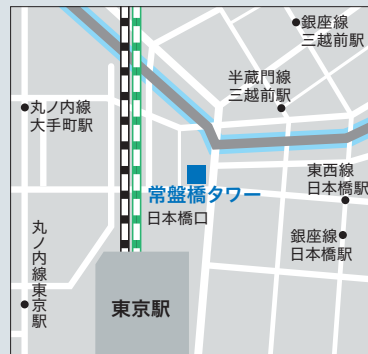 銀座線
三越前駅
半蔵門線
三越前駅
丸ノ内線
大手町駅
東西線
日本橋駅
常盤橋タワー
日本橋口
銀座線
日本橋駅
丸ノ内線東京駅
東京駅